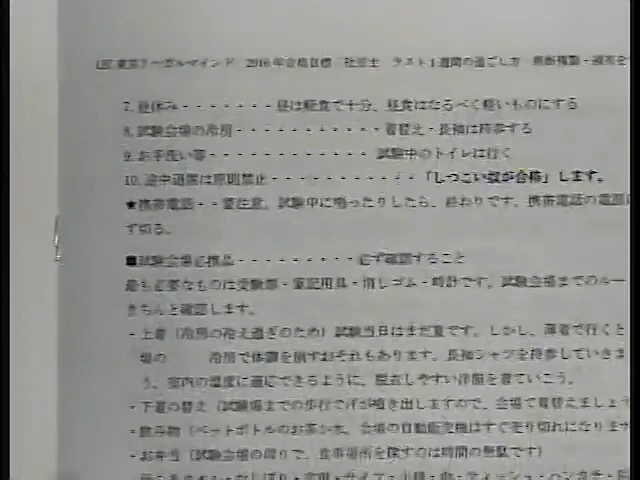 LEC東京リーガルマインド 2016年合格目標 社労士 ラスト1週間の過ごし方 無断複製・頒布を
7. 昼休み・・・・・・・昼は軽食で十分、昼食はなるべく軽いものにする
8. 試験会場の冷房・・・・・・・・・・・着替え・長袖は持参する
9. お手洗い等・・・・・・・・・・・・試験中のトイレは行く
10. 途中退席は原則禁止・・・・・・・・・・・「しつこい奴が合格」します。
★携帯電話・・要注意、試験中に鳴ったりしたら、終わりです。携帯電話の電源
ず切る。
■試験会場必携品・・・・・・・・・必ず確認すること
最も必要なものは受験票・筆記用具・消しゴム・時計です。試験会場までのルー
きちんと確認します。
・上着（冷房の冷え過ぎのため）試験当日はまだ夏です。しかし、薄着で行くと
場の 冷房で体調を崩すおそれもあります。長袖シャツを持参していきま
う。室内の温度に適応できるように、脱着しやすい洋服を着ていこう。
・下着の替え（試験場までの歩行で汗が噴き出しますので、会場で着替えましょう
・飲み物（ペットボトルのお茶か水、会場の自動販売機はすぐ売り切れになります
・お弁当（試験会場の周りで、食事場所を探すのは時間の無駄です）